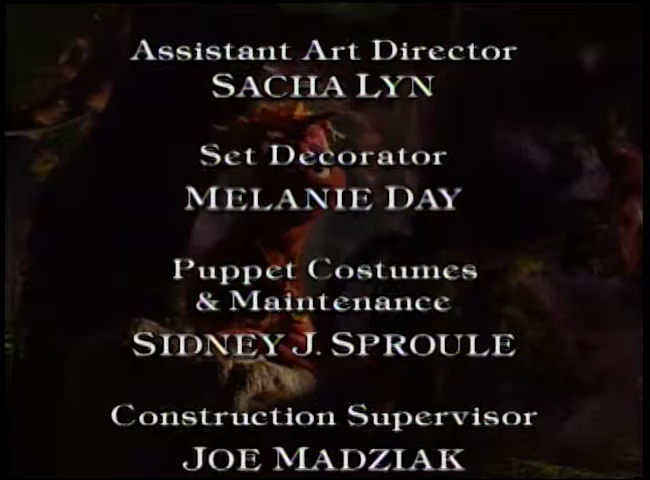 Assistant Art Director
SACHA LYN
Set Decorator
MELANIE DAY
Puppet Costumes
& Maintenance
SIDNEY J. SPROULE
Construction Supervisor
JOE MADZIAK